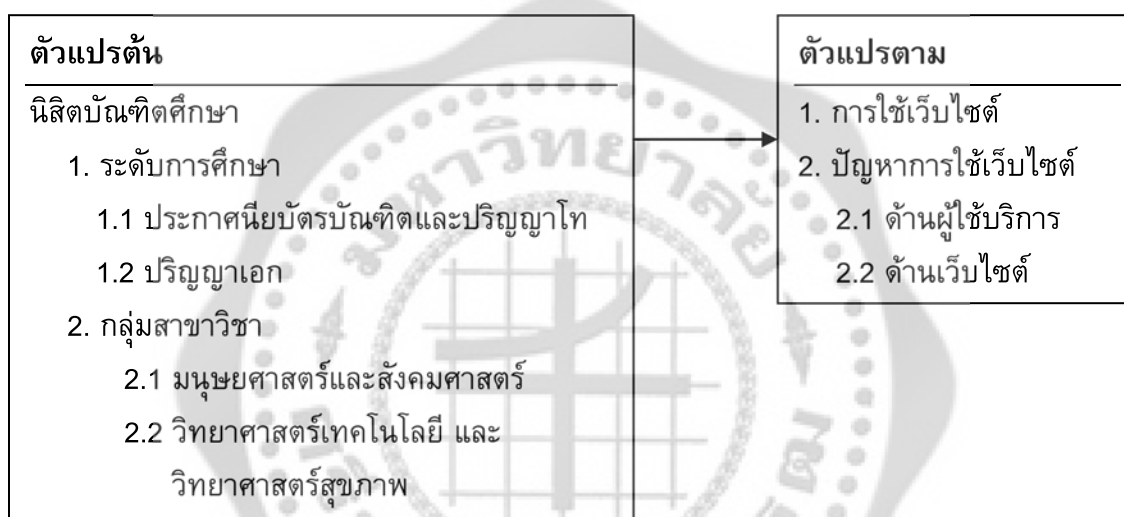 ตัวแปรต้น
นิสิตบัณฑิตศึกษา
1. ระดับการศึกษา
1.1 ประกาศนียบัตรบัณฑิตและปริญญาโท
1.2 ปริญญาเอก
2. กลุ่มสาขาวิชา
2.1 มนุษยศาสตร์และสังคมศาสตร์
2.2 วิทยาศาสตร์เทคโนโลยี และ
วิทยาศาสตร์สุขภาพ
ตัวแปรตาม
1. การใช้เว็บไซต์
2. ปัญหาการใช้เว็บไซต์
2.1 ด้านผู้ใช้บริการ
2.2 ด้านเว็บไซต์
มหาวิทยาลัย